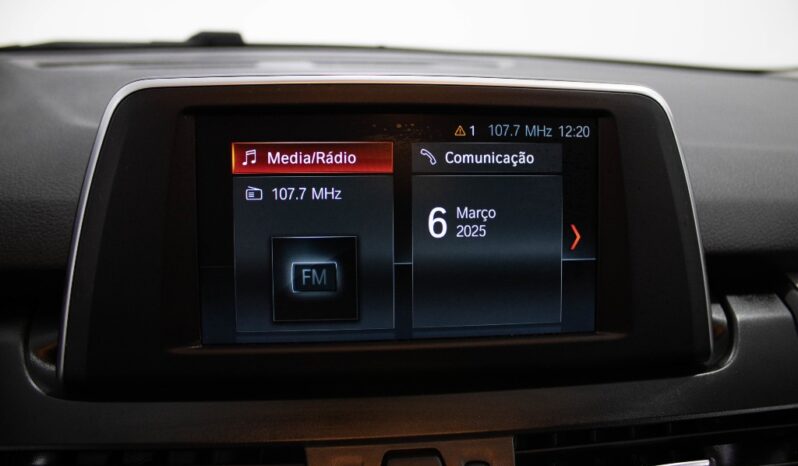 1 107.7 MHz 12:20
Media/Rádio
107.7 MHz
FM
Comunicação
6 Março
2025